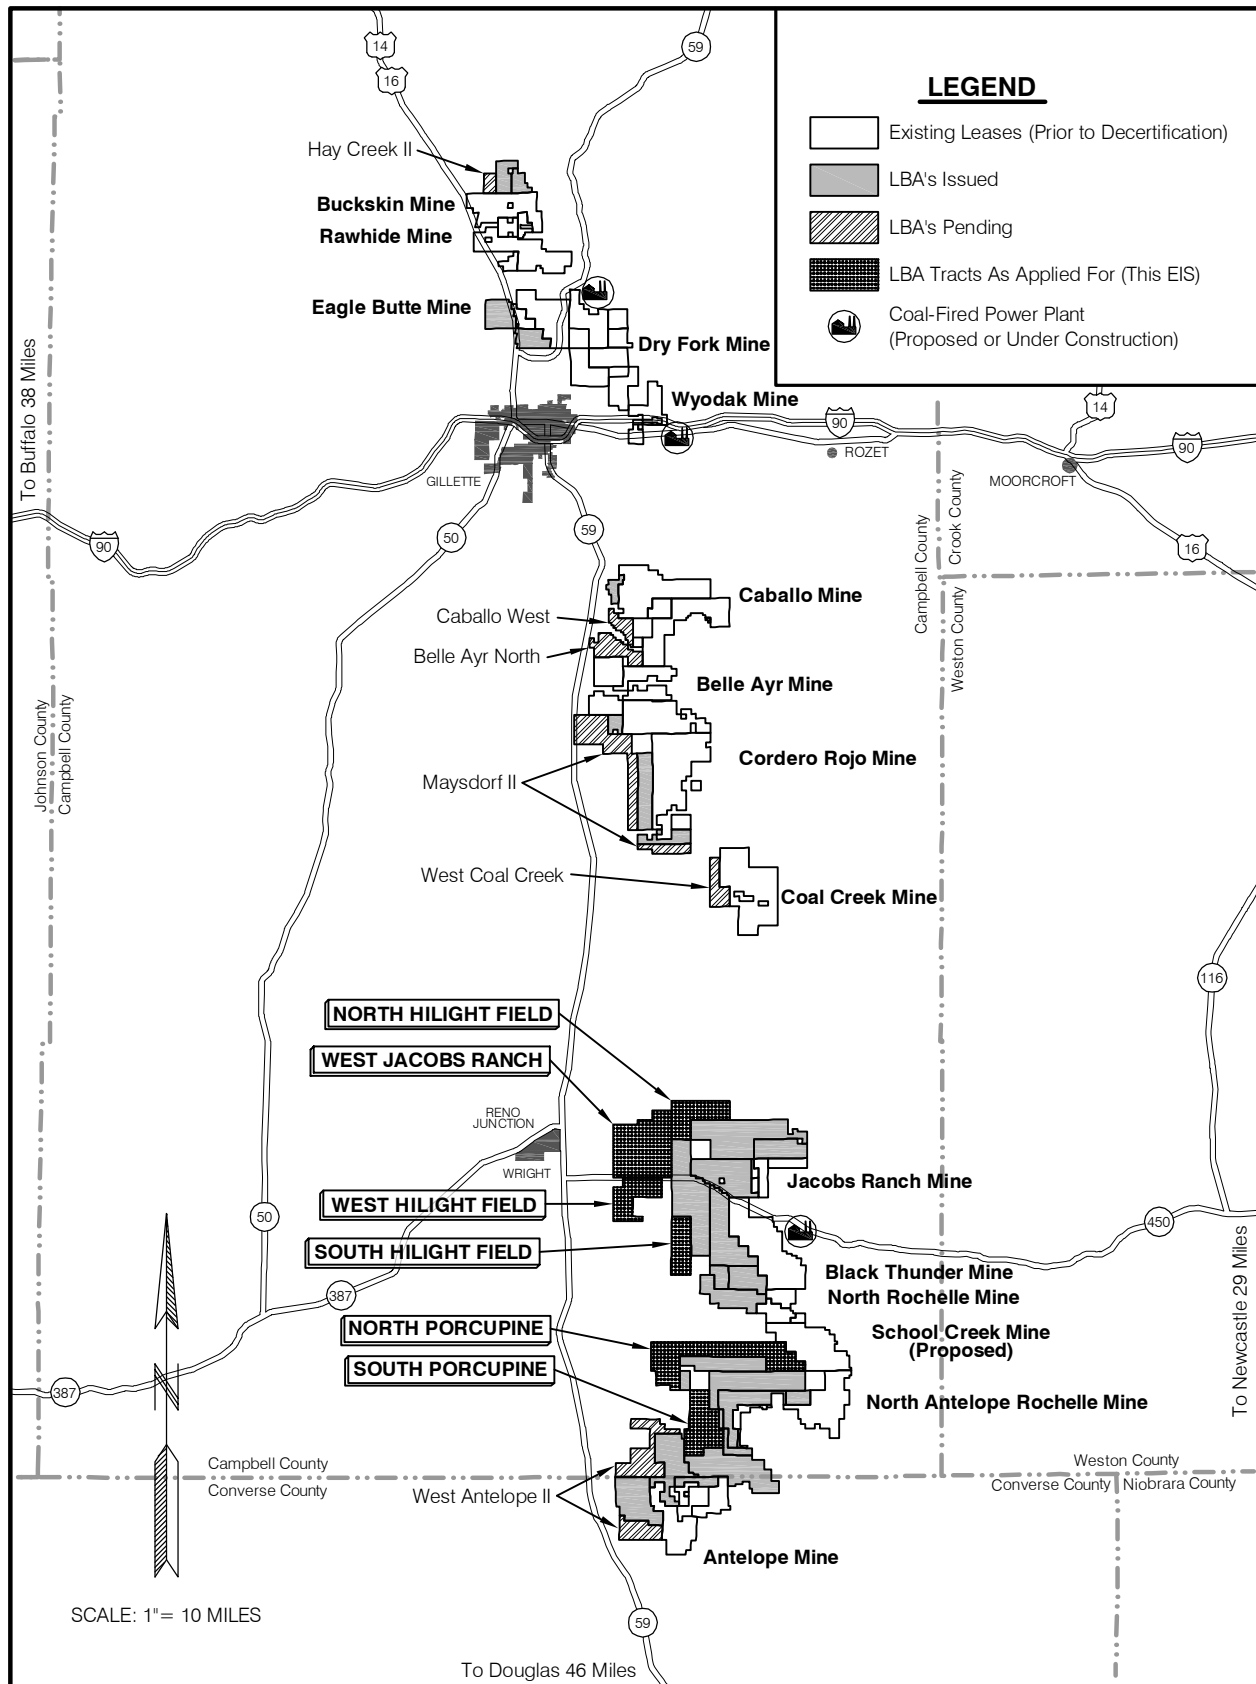 14
16
59
LEGEND
Existing Leases (Prior to Decertification)
LBA's Issued
LBA's Pending
LBA Tracts As Applied For (This EIS)
Coal-Fired Power Plant
(Proposed or Under Construction)
Hay Creek II
Buckskin Mine
Rawhide Mine
Eagle Butte Mine
Dry Fork Mine
Wyodak Mine
To Buffalo 38 Miles
14
90
90
ROZET
MOORCROFT
GILLETTE
90
50
59
16
Campbell County
Crook County
Weston County
Caballo Mine
Caballo West
Belle Ayr North
Belle Ayr Mine
Johnson County
Campbell County
Cordero Rojo Mine
Maysdorf II
West Coal Creek
Coal Creek Mine
116
NORTH HILIGHT FIELD
WEST JACOBS RANCH
RENO
JUNCTION
WRIGHT
Jacobs Ranch Mine
WEST HILIGHT FIELD
50
450
SOUTH HILIGHT FIELD
Black Thunder Mine
387
North Rochelle Mine
NORTH PORCUPINE
School Creek Mine
(Proposed)
SOUTH PORCUPINE
387
North Antelope Rochelle Mine
To Newcastle 29 Miles
Campbell County
Converse County
Weston County
Converse County
Niobrara County
West Antelope II
Antelope Mine
N
SCALE: 1"= 10 MILES
59
To Douglas 46 Miles